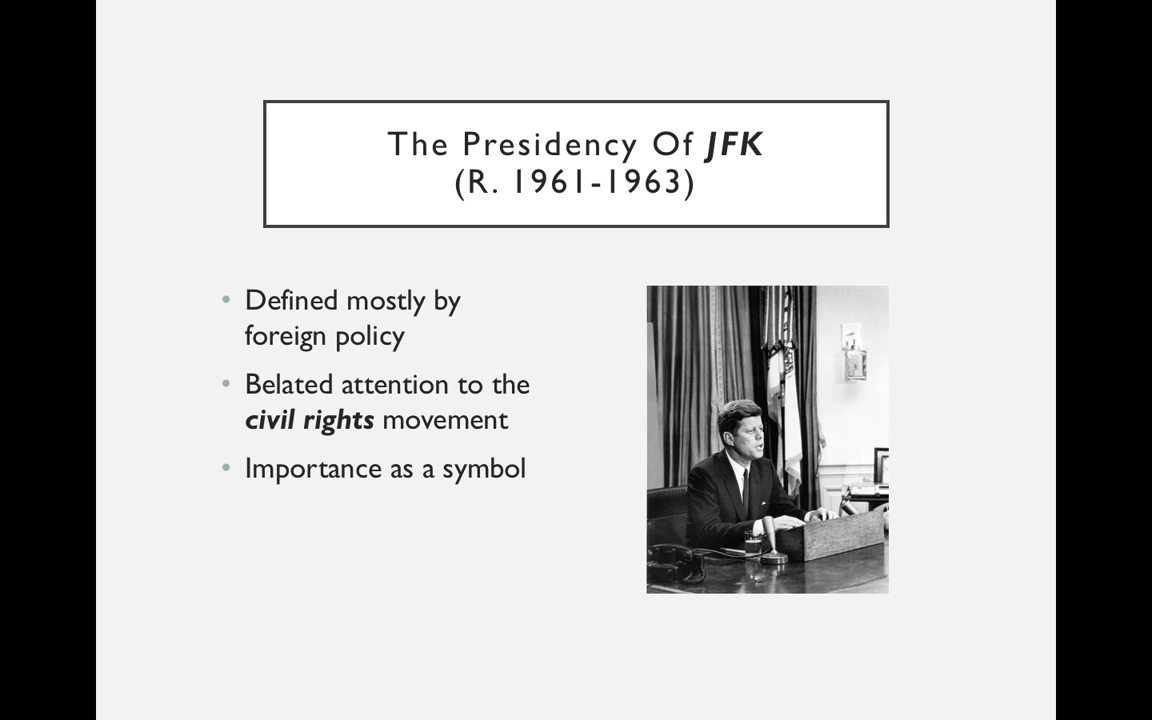 The Presidency Of JFK
(R. 1961-1963)
• Defined mostly by
foreign policy
• Belated attention to the
civil rights movement
• Importance as a symbol